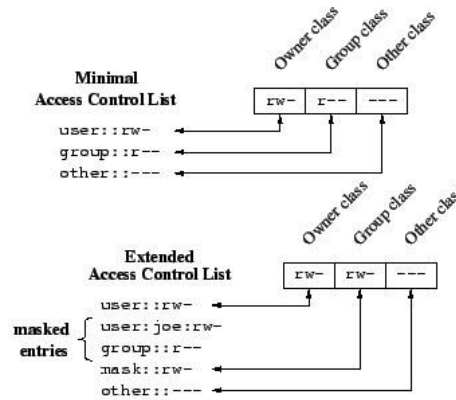 Owner class
Group class
Other class
Minimal
Access Control List
rw- r-- ---
user::rw-
group::r--
other::---
Owner class
Group class
Other class
Extended
Access Control List
rw- rw- ---
user::rw-
masked
entries
user:joe:rw-
group::r--
mask::rw-
other::---